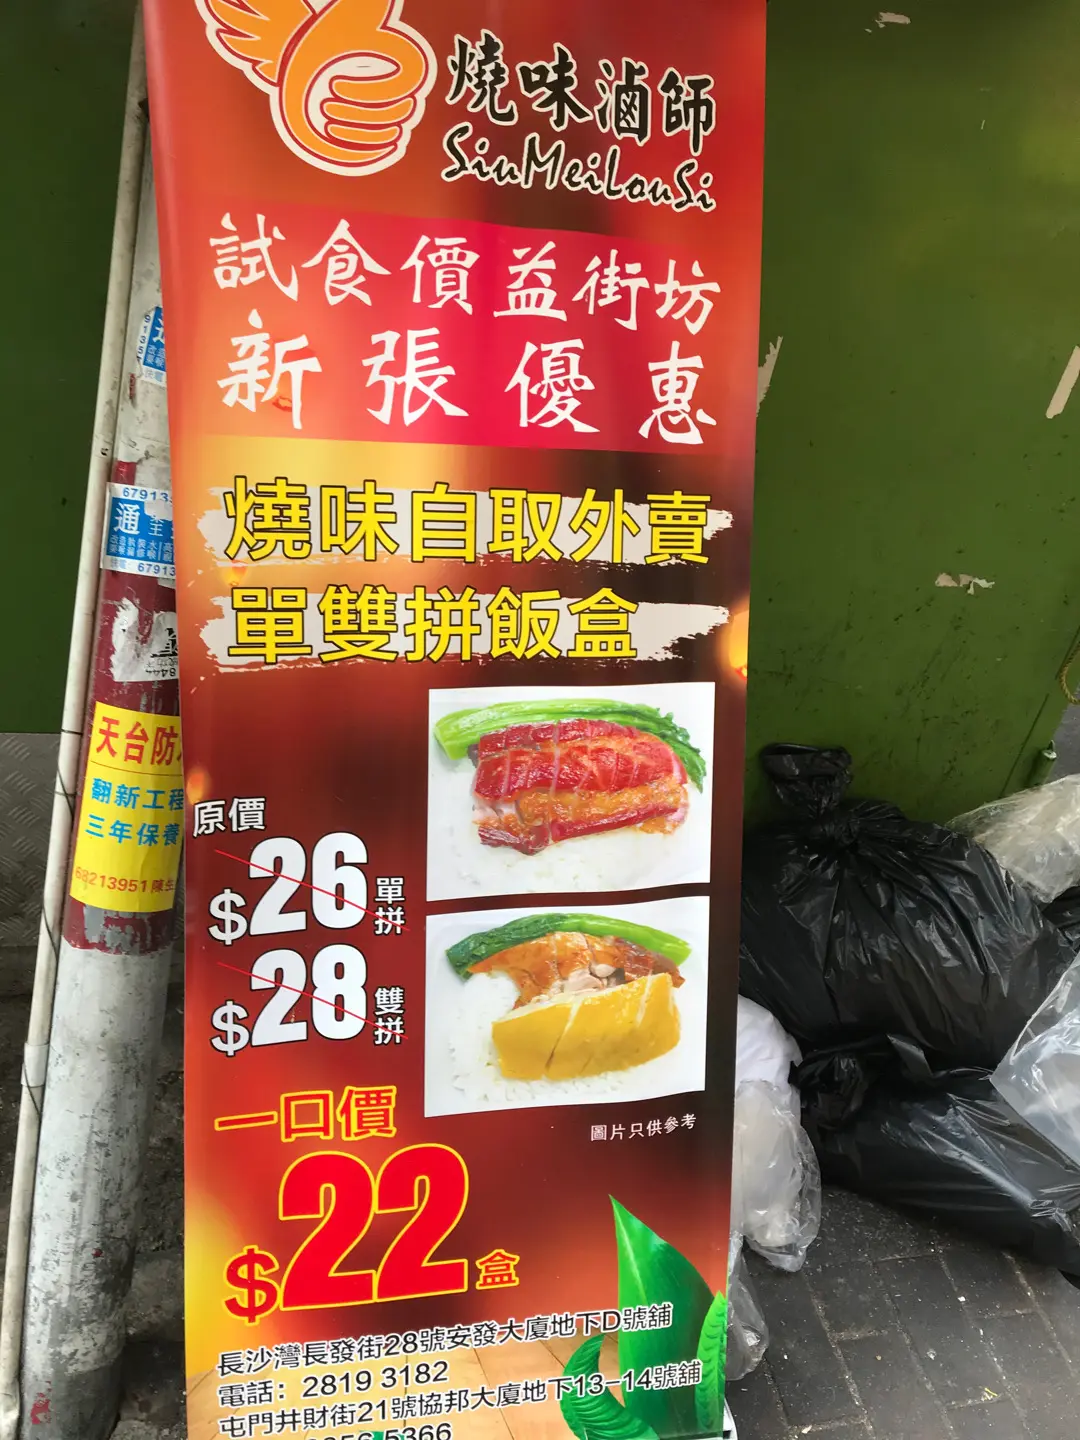 燒味滷師
SiuMeiLouSi
試食價益街坊
新張優惠
燒味自取外賣
單雙拼飯盒
原價
$26 單拼
$28 雙拼
一口價
$22 盒
圖片只供參考
長沙灣長發街28號安發大廈地下D號舖
電話：2819 3182
屯門井財街21號協邦大廈地下13-14號舖
5366
67913
通
67913
天台防
翻新工程
三年保養
68213951 陳生